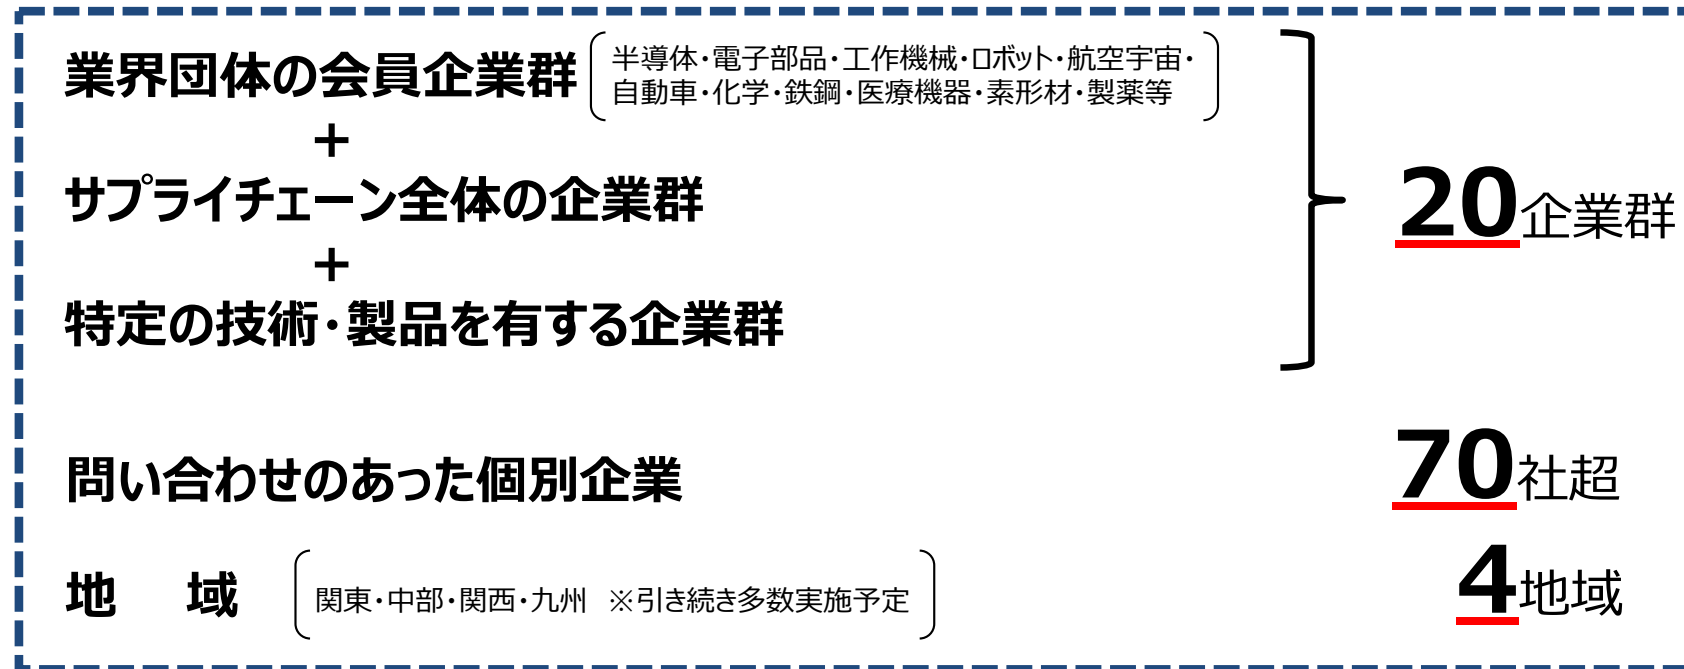 業界団体の会員企業群
半導体・電子部品・工作機械・ロボット・航空宇宙・
自動車・化学・鉄鋼・医療機器・素形材・製薬等
＋
サプライチェーン全体の企業群
＋
特定の技術・製品を有する企業群
20企業群
問い合わせのあった個別企業
70社超
地　域
関東・中部・関西・九州　※引き続き多数実施予定
4地域